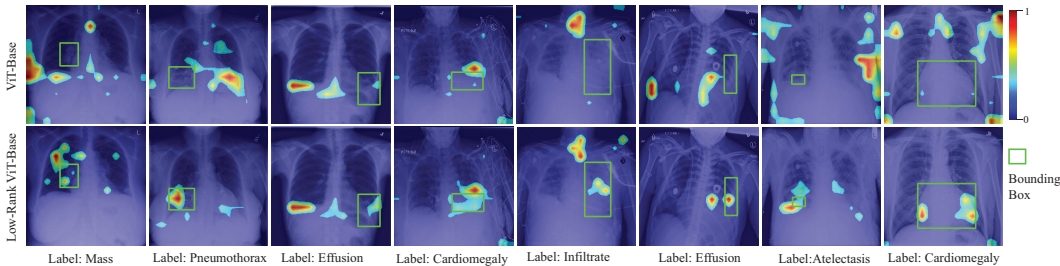 ViT-Base
1
0
Low-Rank ViT-Base
Bounding
Box
Label: Mass
Label: Pneumothorax
Label: Effusion
Label: Cardiomegaly
Label: Infiltrate
Label: Effusion
Label:Atelectasis
Label: Cardiomegaly